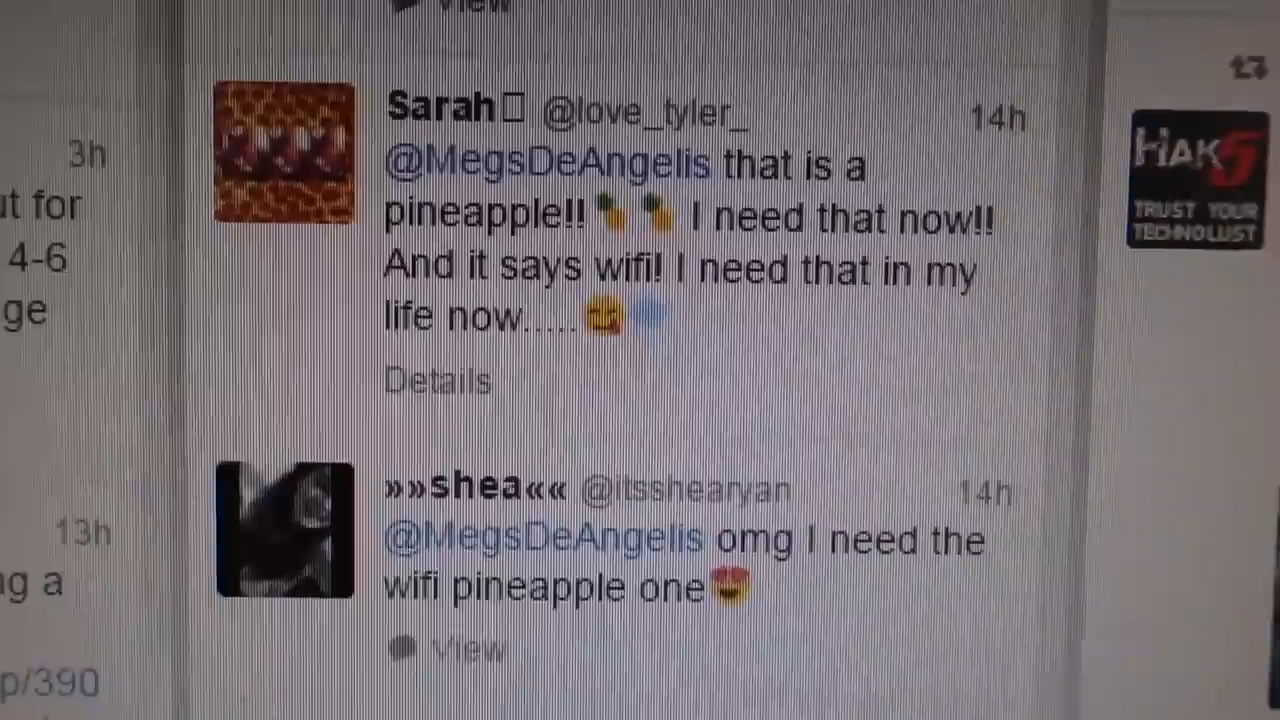 View
Sarah @love_tyler_ 14h
@MegsDeAngelis that is a
pineapple!!🍍🍍 I need that now!!
And it says wifi! I need that in my
life now.....
Details
»»shea«« @itsshearyan 14h
@MegsDeAngelis omg I need the
wifi pineapple one😍
View
3h
ut for
4-6
ge
13h
ng a
p/390
HAK5
TRUST YOUR
TECHNOLUST